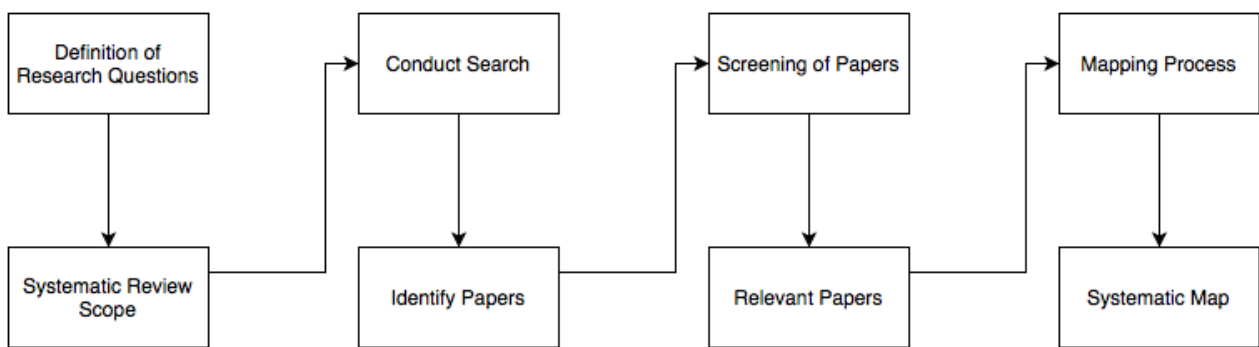 Definition of
Research Questions
Conduct Search
Screening of Papers
Mapping Process
Systematic Review
Scope
Identify Papers
Relevant Papers
Systematic Map